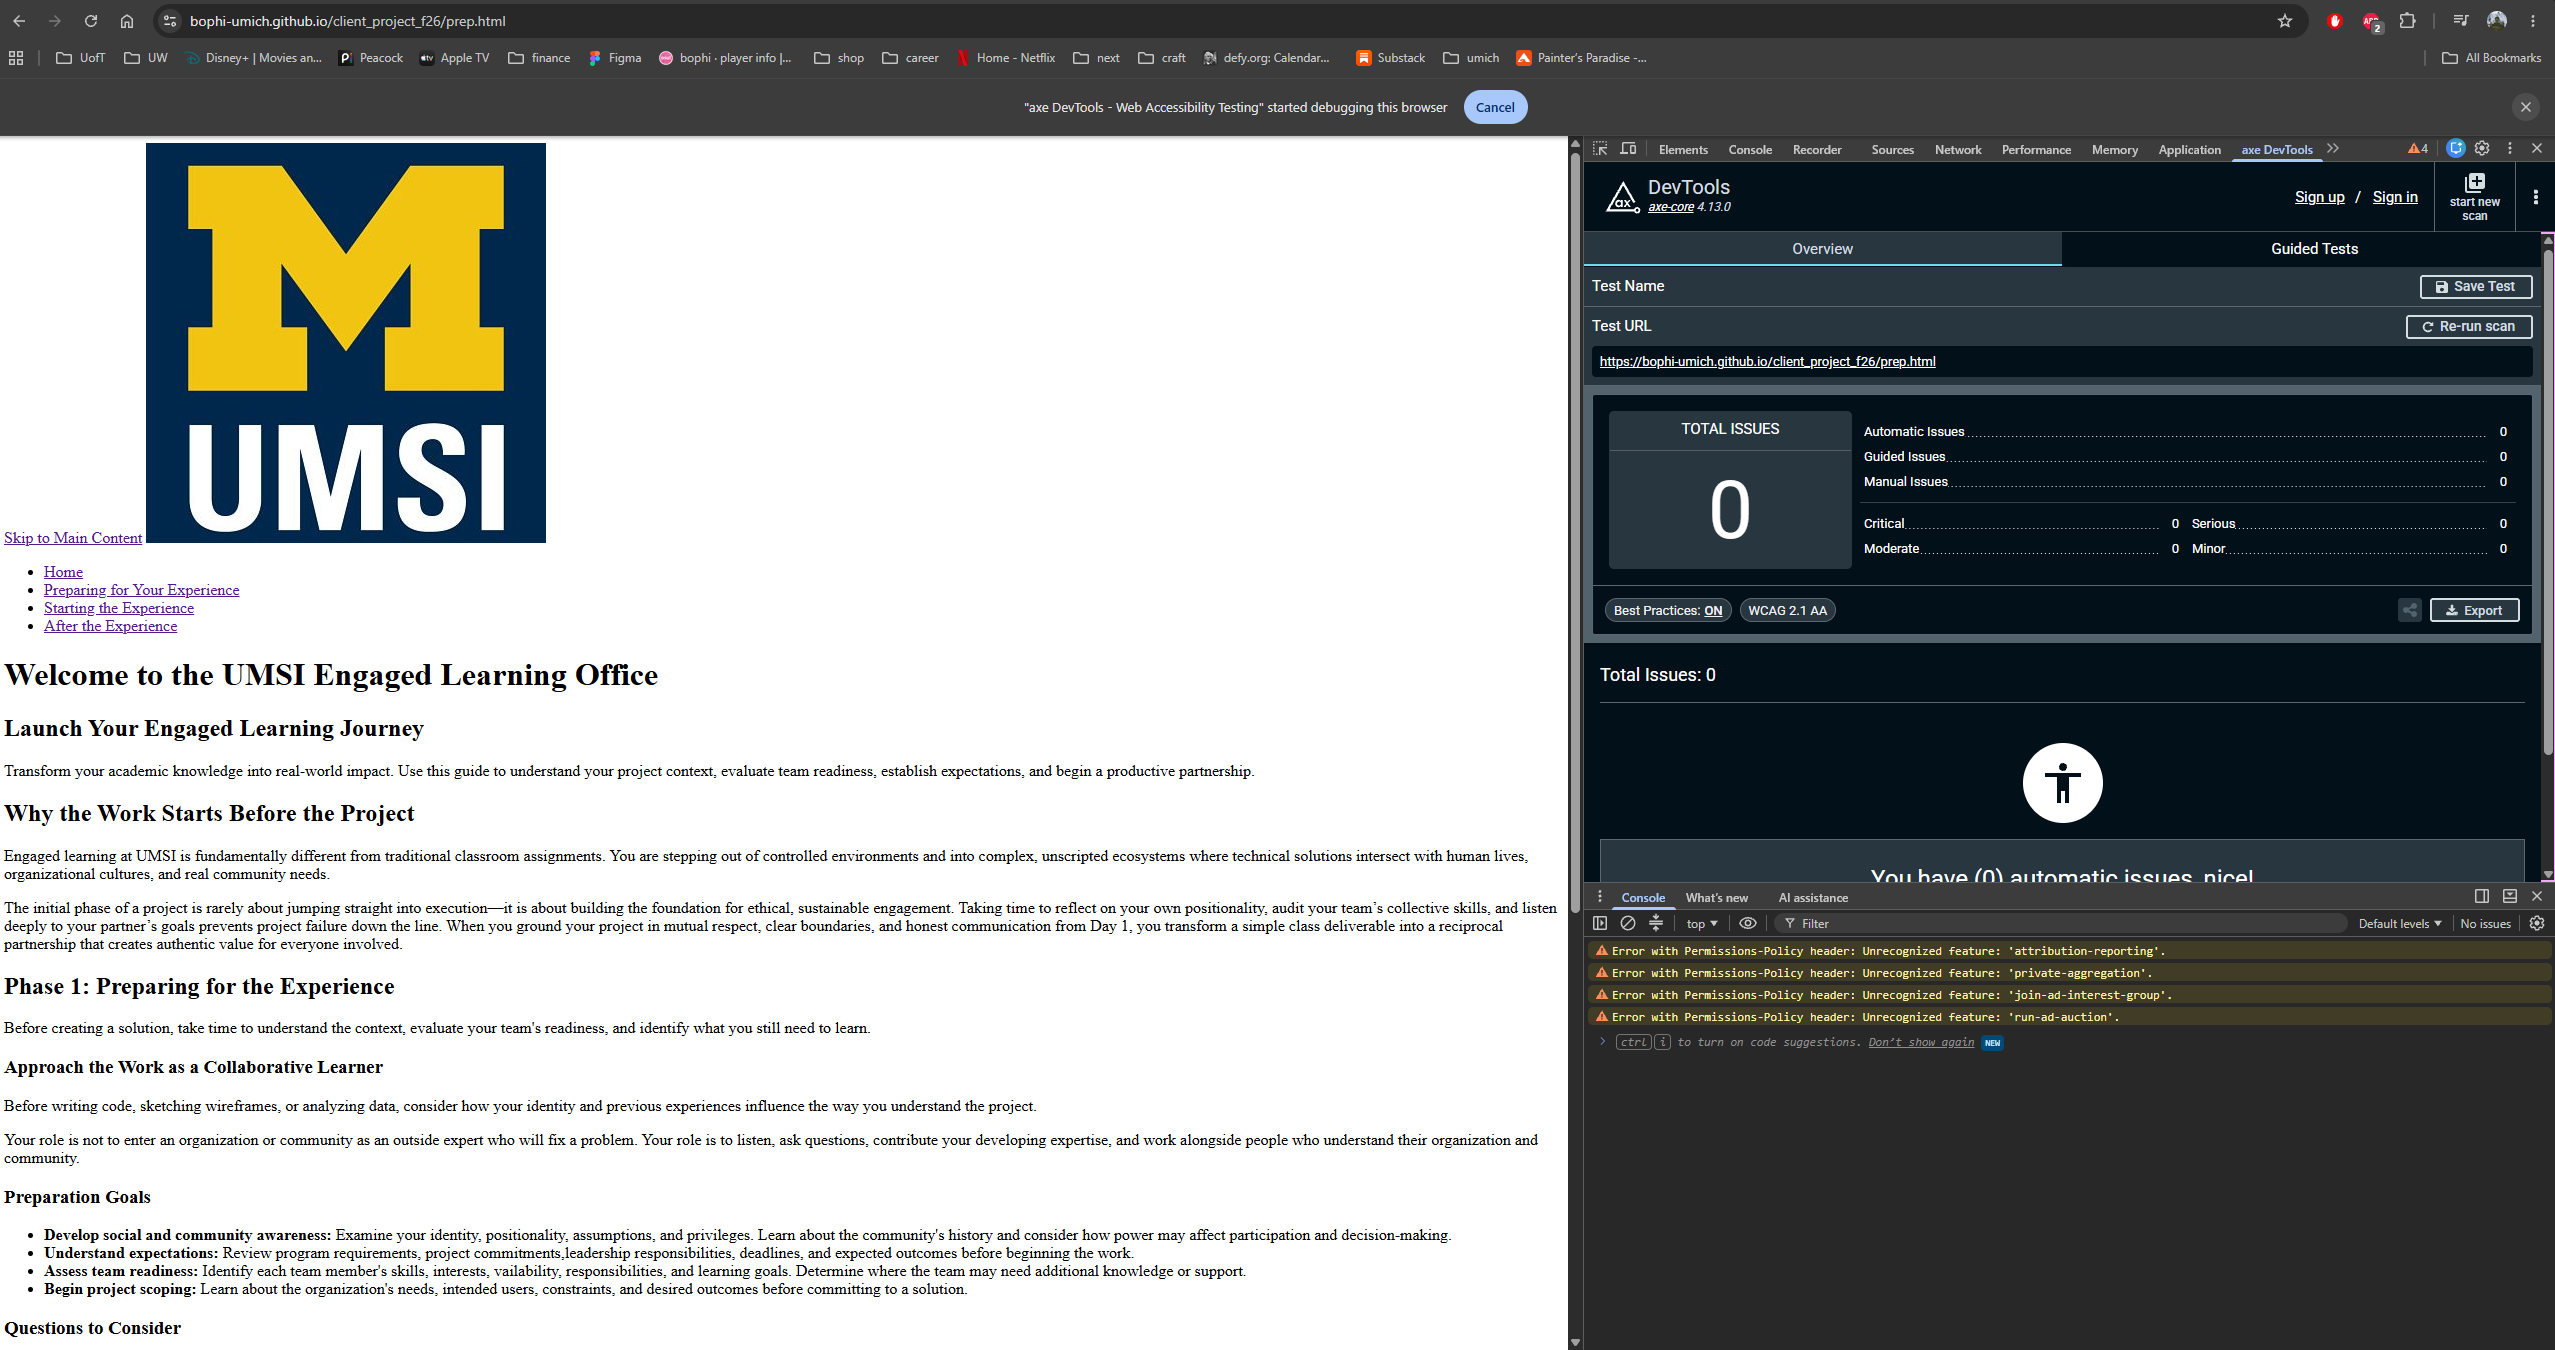 bophi-umich.github.io/client_project_f26/prep.html
2
UofT
UW
Disney+ | Movies an...
Peacock
Apple TV
finance
Figma
bophi · player info |...
shop
career
Home - Netflix
next
craft
defy.org: Calendar...
Substack
umich
Painter's Paradise -...
All Bookmarks
"axe DevTools - Web Accessibility Testing" started debugging this browser
Cancel
M
UMSI
Skip to Main Content
Home
Preparing for Your Experience
Starting the Experience
After the Experience
Welcome to the UMSI Engaged Learning Office
Launch Your Engaged Learning Journey
Transform your academic knowledge into real-world impact. Use this guide to understand your project context, evaluate team readiness, establish expectations, and begin a productive partnership.
Why the Work Starts Before the Project
Engaged learning at UMSI is fundamentally different from traditional classroom assignments. You are stepping out of controlled environments and into complex, unscripted ecosystems where technical solutions intersect with human lives,
organizational cultures, and real community needs.
The initial phase of a project is rarely about jumping straight into execution—it is about building the foundation for ethical, sustainable engagement. Taking time to reflect on your own positionality, audit your team’s collective skills, and listen
deeply to your partner’s goals prevents project failure down the line. When you ground your project in mutual respect, clear boundaries, and honest communication from Day 1, you transform a simple class deliverable into a reciprocal
partnership that creates authentic value for everyone involved.
Phase 1: Preparing for the Experience
Before creating a solution, take time to understand the context, evaluate your team's readiness, and identify what you still need to learn.
Approach the Work as a Collaborative Learner
Before writing code, sketching wireframes, or analyzing data, consider how your identity and previous experiences influence the way you understand the project.
Your role is not to enter an organization or community as an outside expert who will fix a problem. Your role is to listen, ask questions, contribute your developing expertise, and work alongside people who understand their organization and
community.
Preparation Goals
Develop social and community awareness: Examine your identity, positionality, assumptions, and privileges. Learn about the community's history and consider how power may affect participation and decision-making.
Understand expectations: Review program requirements, project commitments,leadership responsibilities, deadlines, and expected outcomes before beginning the work.
Assess team readiness: Identify each team member's skills, interests, vailability, responsibilities, and learning goals. Determine where the team may need additional knowledge or support.
Begin project scoping: Learn about the organization's needs, intended users, constraints, and desired outcomes before committing to a solution.
Questions to Consider
Elements Console Recorder Sources Network Performance Memory Application axe DevTools 4
ax
DevTools
axe-core 4.13.0
Sign up / Sign in
start new
scan
Overview
Guided Tests
Test Name
Save Test
Test URL
Re-run scan
https://bophi-umich.github.io/client_project_f26/prep.html
TOTAL ISSUES
0
Automatic Issues 0
Guided Issues 0
Manual Issues 0
Critical 0 Serious 0
Moderate 0 Minor 0
Best Practices: ON
WCAG 2.1 AA
Export
Total Issues: 0
You have (0) automatic issues, nice!
Console What's new AI assistance
top
Filter
Default levels
No issues
Error with Permissions-Policy header: Unrecognized feature: 'attribution-reporting'.
Error with Permissions-Policy header: Unrecognized feature: 'private-aggregation'.
Error with Permissions-Policy header: Unrecognized feature: 'join-ad-interest-group'.
Error with Permissions-Policy header: Unrecognized feature: 'run-ad-auction'.
ctrl i to turn on code suggestions. Don't show again NEW